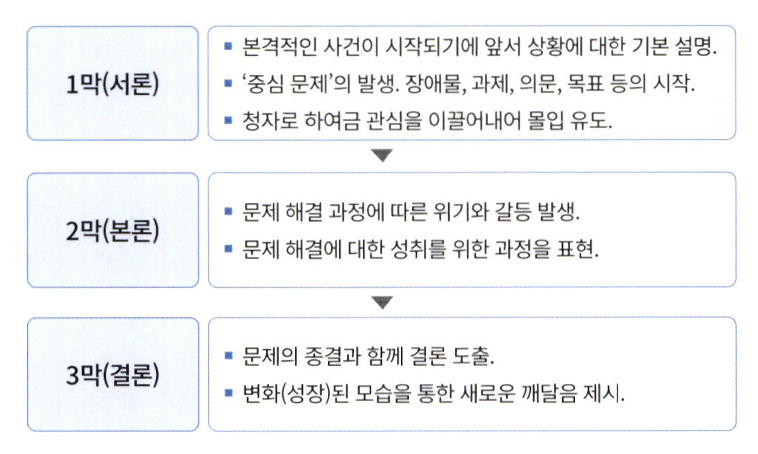 1막(서론)
▪ 본격적인 사건이 시작되기에 앞서 상황에 대한 기본 설명.
▪ ‘중심 문제’의 발생. 장애물, 과제, 의문, 목표 등의 시작.
▪ 청자로 하여금 관심을 이끌어내어 몰입 유도.
2막(본론)
▪ 문제 해결 과정에 따른 위기와 갈등 발생.
▪ 문제 해결에 대한 성취를 위한 과정을 표현.
3막(결론)
▪ 문제의 종결과 함께 결론 도출.
▪ 변화(성장)된 모습을 통한 새로운 깨달음 제시.